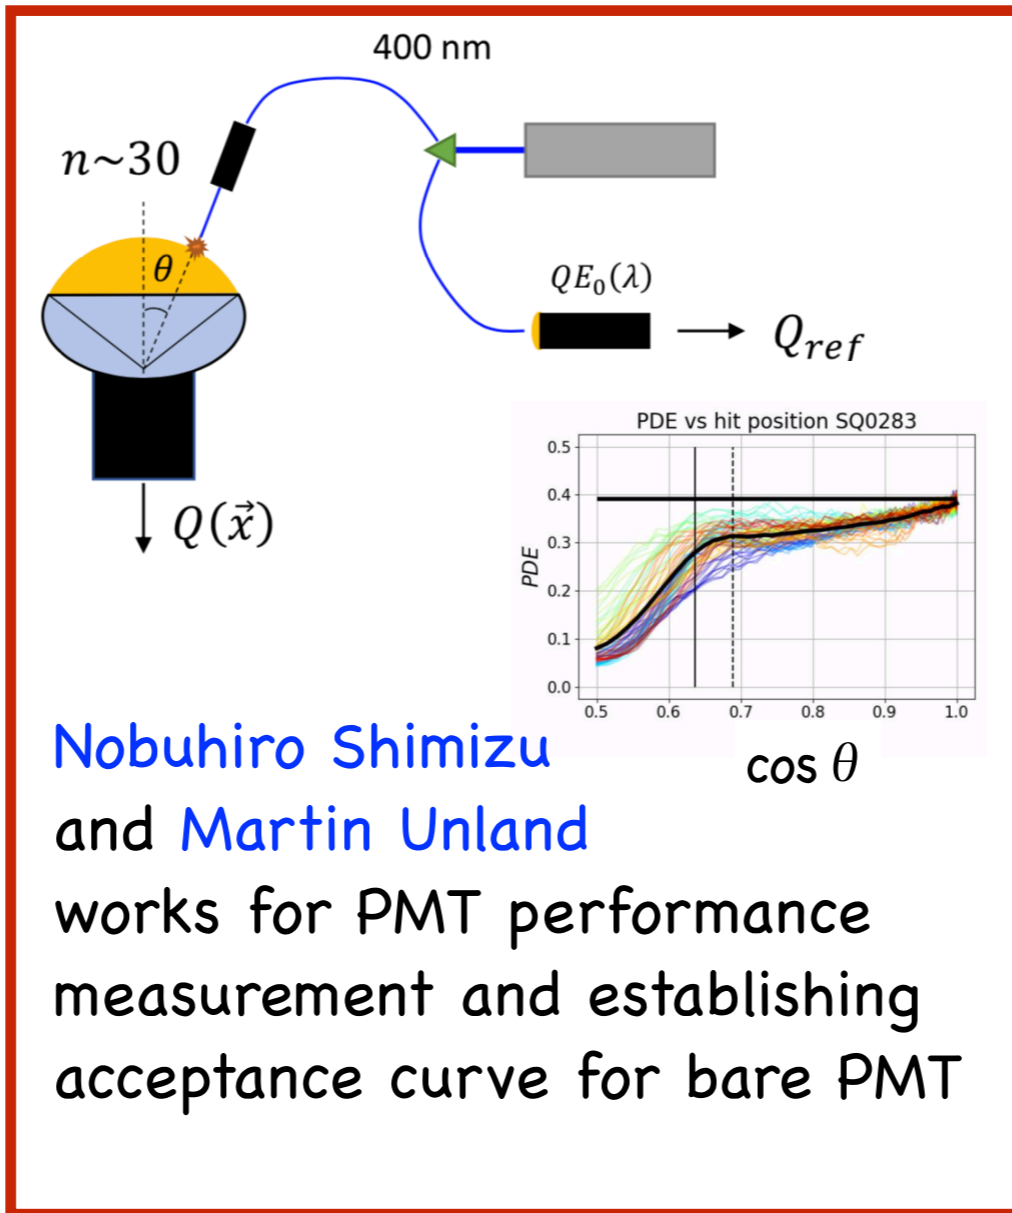 400 nm
n~30
θ
QE₀(λ)
Q_ref
Q(x⃗)
PDE vs hit position SQ0283
0.5
0.4
0.3
0.2
0.1
0.0
PDE
0.5 0.6 0.7 0.8 0.9 1.0
cos θ
Nobuhiro Shimizu
and Martin Unland
works for PMT performance
measurement and establishing
acceptance curve for bare PMT